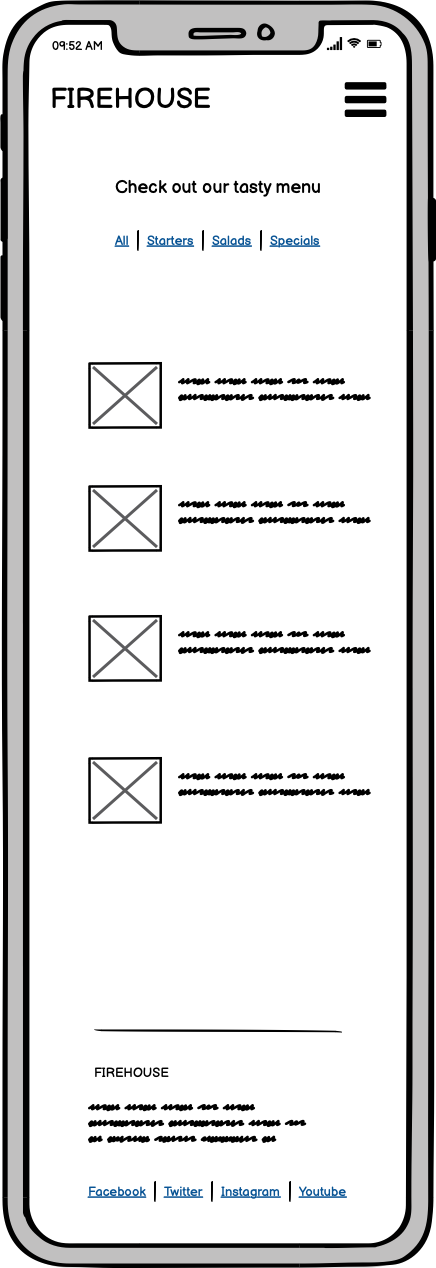 09:52 AM
FIREHOUSE
Check out our tasty menu
All | Starters | Salads | Specials
FIREHOUSE
Facebook | Twitter | Instagram | Youtube